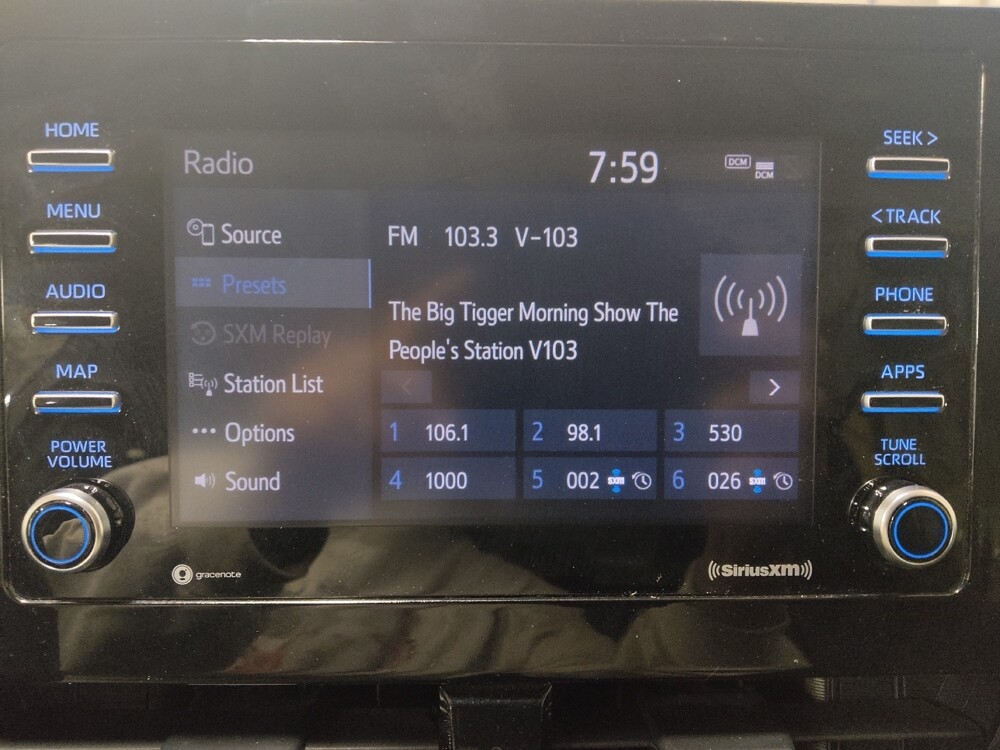 HOME
MENU
AUDIO
MAP
POWER
VOLUME
Radio
7:59
DCM
DCM
Source
Presets
SXM Replay
Station List
Options
Sound
FM 103.3 V-103
The Big Tigger Morning Show The
People's Station V103
< >
1 106.1
2 98.1
3 530
4 1000
5 002 SXM
6 026 SXM
SEEK >
< TRACK
PHONE
APPS
TUNE
SCROLL
gracenote
((SiriusXM))